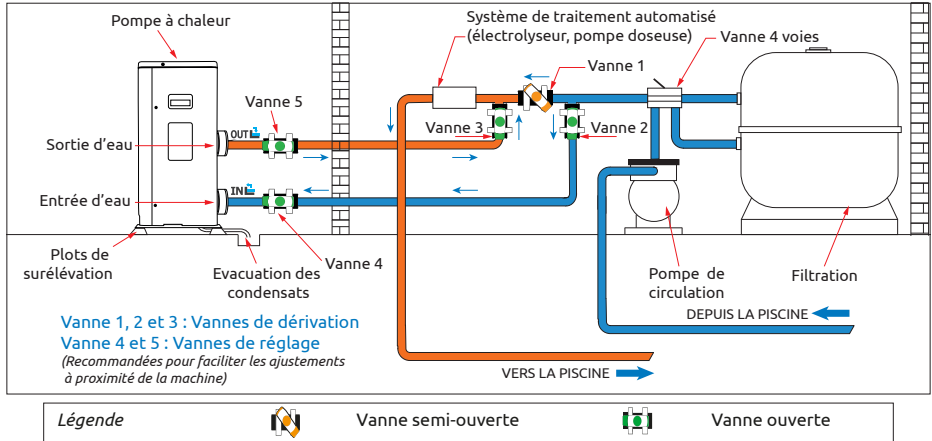 Pompe à chaleur
Système de traitement automatisé
(électrolyseur, pompe doseuse)
Vanne 4 voies
Vanne 1
Vanne 5
Vanne 3
Vanne 2
OUT
Sortie d'eau
IN
Entrée d'eau
Plots de
surélévation
Evacuation des
condensats
Vanne 4
Pompe de
circulation
Filtration
DEPUIS LA PISCINE
Vanne 1, 2 et 3 : Vannes de dérivation
Vanne 4 et 5 : Vannes de réglage
(Recommandées pour faciliter les ajustements
à proximité de la machine)
VERS LA PISCINE
Légende
Vanne semi-ouverte
Vanne ouverte